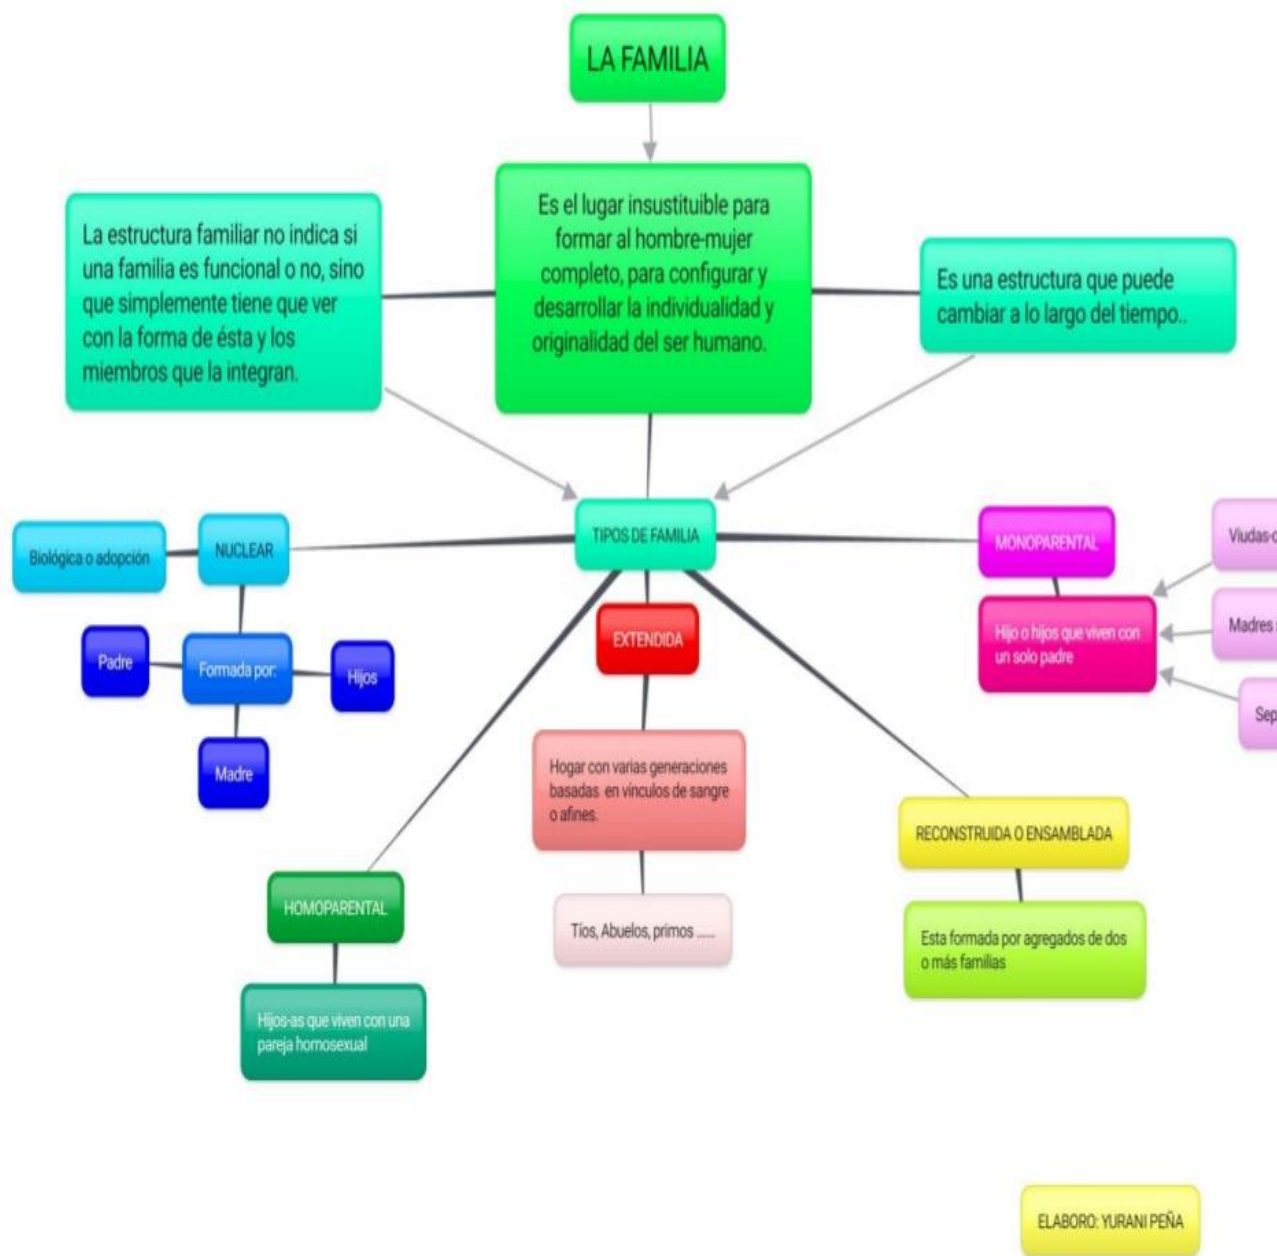 LA FAMILIA
La estructura familiar no indica si
una familia es funcional o no, sino
que simplemente tiene que ver
con la forma de ésta y los
miembros que la integran.
Es el lugar insustituible para
formar al hombre-mujer
completo, para configurar y
desarrollar la individualidad y
originalidad del ser humano.
Es una estructura que puede
cambiar a lo largo del tiempo..
TIPOS DE FAMILIA
Biológica o adopción
NUCLEAR
Padre
Formada por:
Hijos
Madre
HOMOPARENTAL
Hijos-as que viven con una
pareja homosexual
EXTENDIDA
Hogar con varias generaciones
basadas en vinculos de sangre
o afines.
Tíos, Abuelos, primos ......
RECONSTRUIDA O ENSAMBLADA
Esta formada por agregados de dos
o más familias
MONOPARENTAL
Hijo o hijos que viven con
un solo padre
Viudas-
Madres
ELABORO: YURANI PEÑA